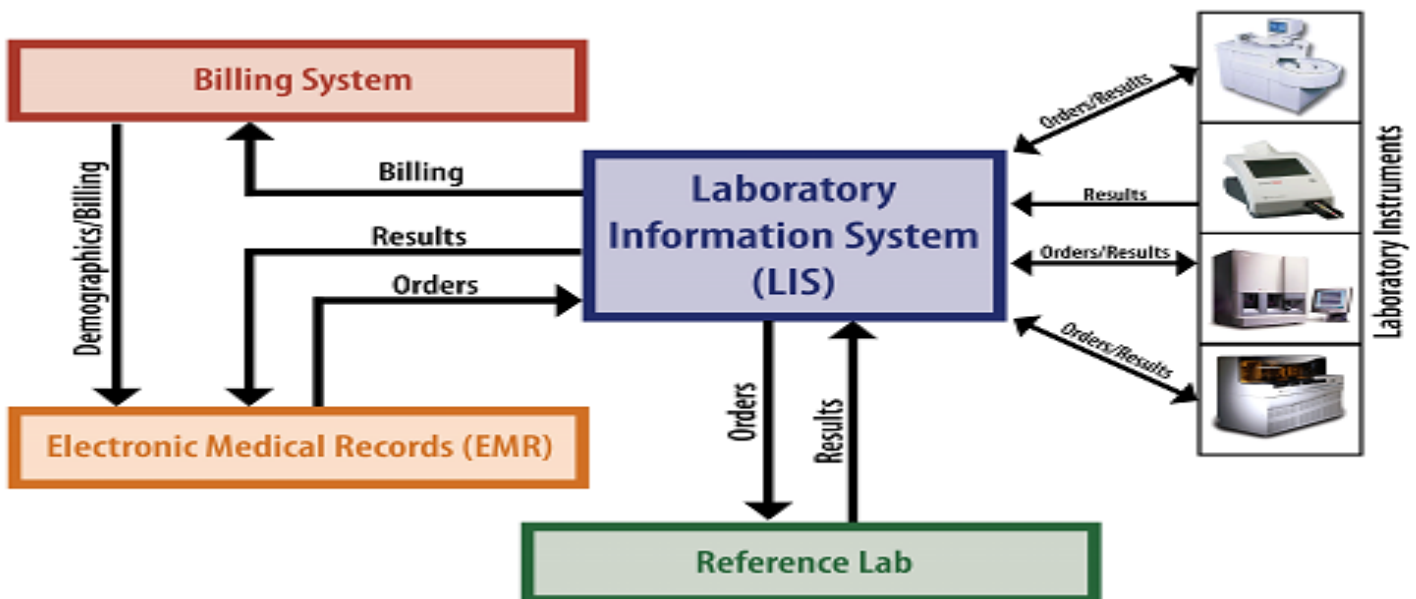 Billing System
Demographics/Billing
Billing
Results
Orders
Electronic Medical Records (EMR)
Laboratory
Information System
(LIS)
Orders/Results
Results
Orders/Results
Orders/Results
Laboratory Instruments
Orders
Results
Reference Lab